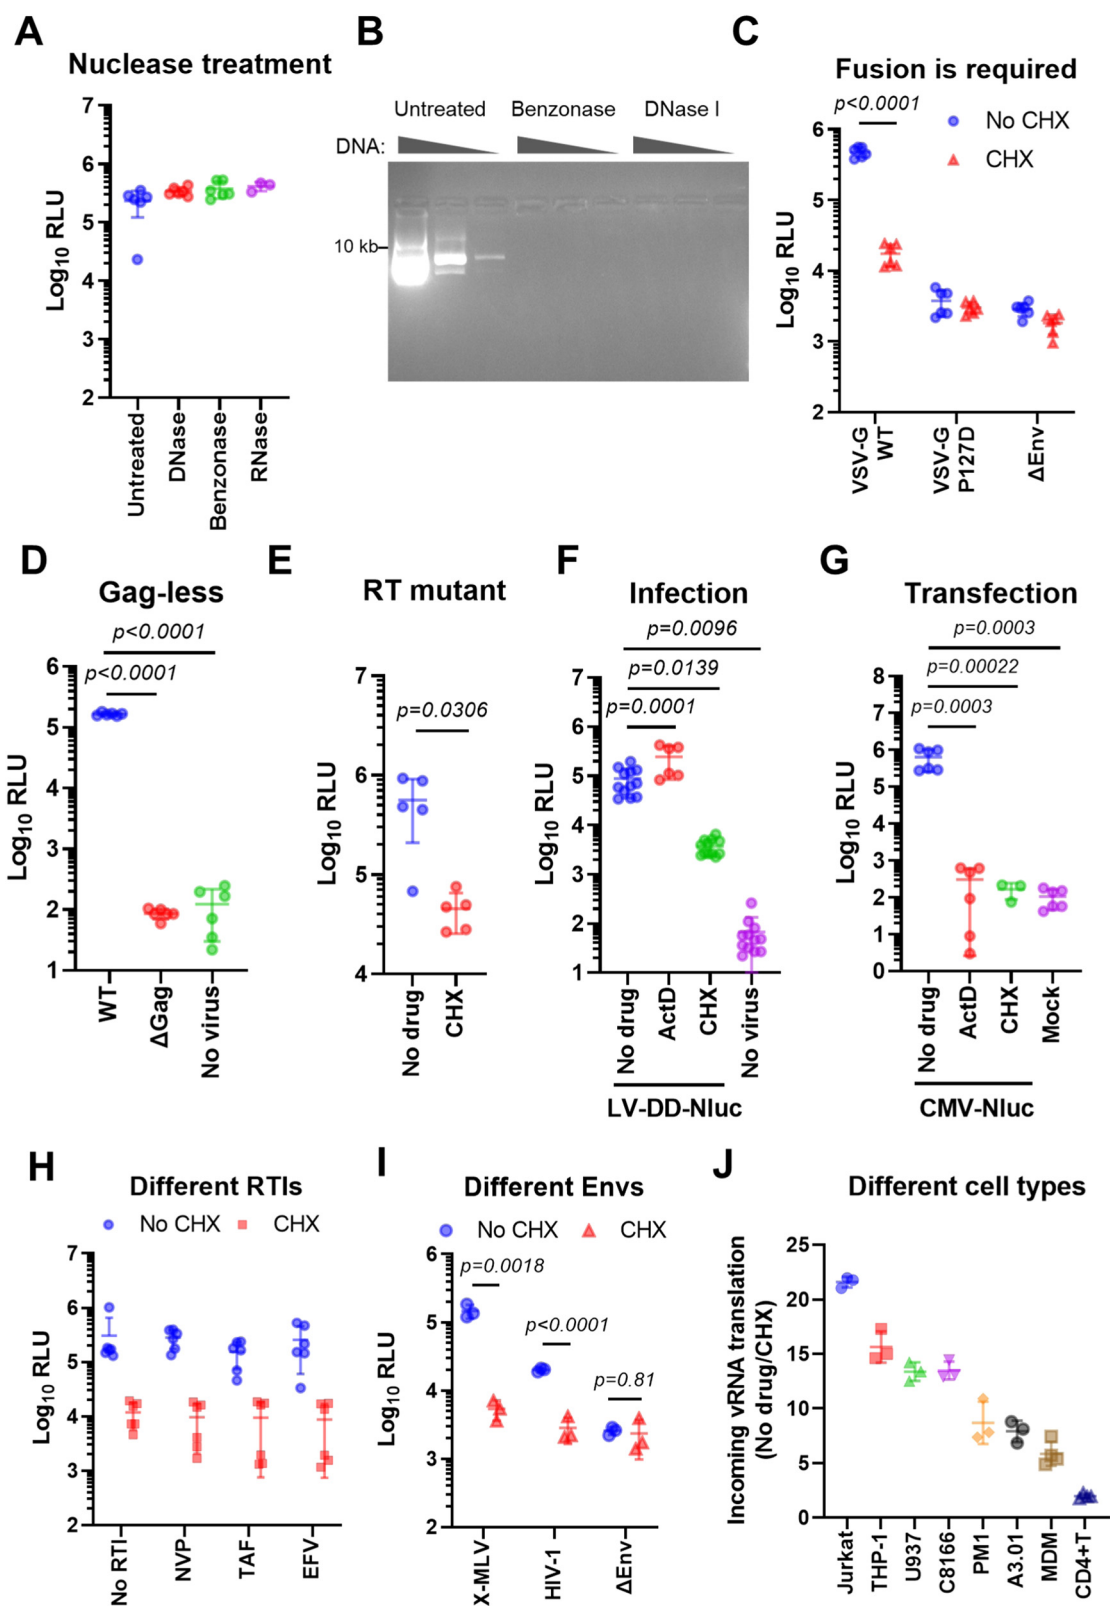 A
Nuclease treatment
Log10 RLU
7
6
5
4
3
2
Untreated
DNase
Benzonase
RNase
B
Untreated Benzonase DNase I
DNA:
10 kb
C
Fusion is required
p<0.0001
No CHX
CHX
Log10 RLU
6
5
4
3
2
VSV-G WT
VSV-G P127D
ΔEnv
D
Gag-less
p<0.0001
p<0.0001
Log10 RLU
6
5
4
3
2
1
WT
ΔGag
No virus
E
RT mutant
p=0.0306
Log10 RLU
7
6
5
4
No drug
CHX
F
Infection
p=0.0096
p=0.0139
p=0.0001
Log10 RLU
7
6
5
4
3
2
1
No drug
ActD
CHX
No virus
LV-DD-Nluc
G
Transfection
p=0.0003
p=0.00022
p=0.0003
Log10 RLU
8
7
6
5
4
3
2
1
0
No drug
ActD
CHX
Mock
CMV-Nluc
H
Different RTIs
No CHX CHX
Log10 RLU
7
6
5
4
3
2
No RTI
NVP
TAF
EFV
I
Different Envs
No CHX CHX
p=0.0018
p<0.0001
p=0.81
Log10 RLU
6
5
4
3
2
X-MLV
HIV-1
ΔEnv
J
Different cell types
Incoming vRNA translation
(No drug/CHX)
25
20
15
10
5
0
Jurkat
THP-1
U937
C8166
PM1
A3.01
MDM
CD4+T